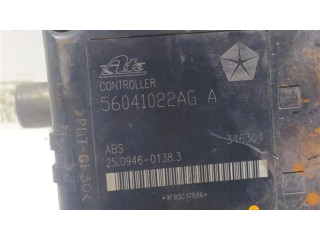 Ate
CONTROLLER
56041022AG A
346304
ABS
25.0946-0138.3